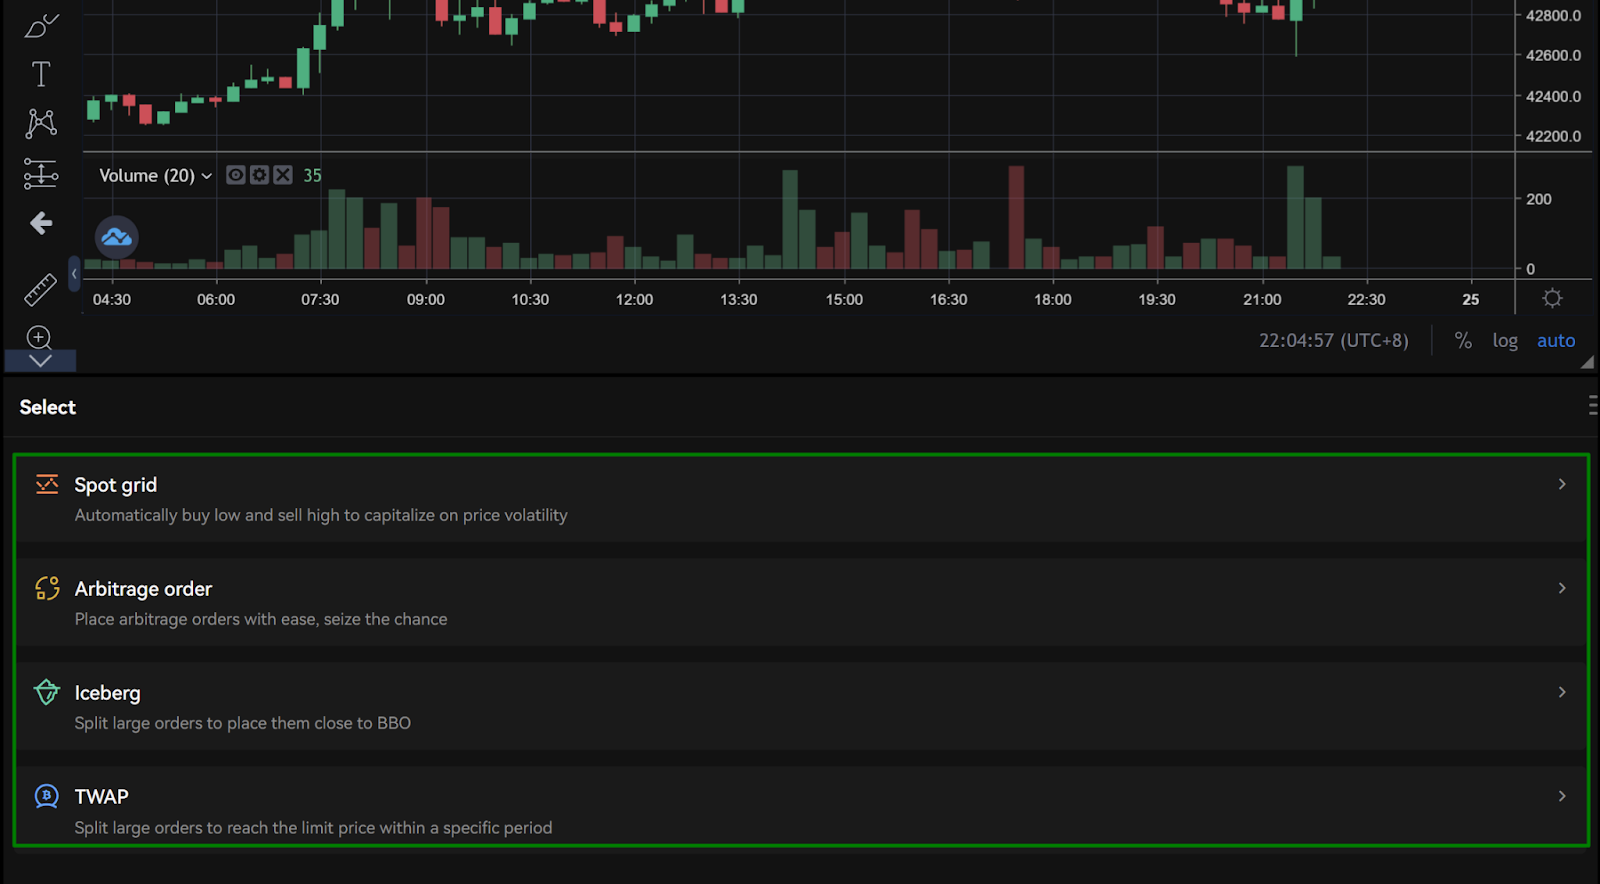 42800.0
42600.0
42400.0
42200.0
T
Volume (20) 35
200
0
04:30 06:00 07:30 09:00 10:30 12:00 13:30 15:00 16:30 18:00 19:30 21:00 22:30 25
22:04:57 (UTC+8) % log auto
Select
Spot grid
Automatically buy low and sell high to capitalize on price volatility
Arbitrage order
Place arbitrage orders with ease, seize the chance
Iceberg
Split large orders to place them close to BBO
TWAP
Split large orders to reach the limit price within a specific period